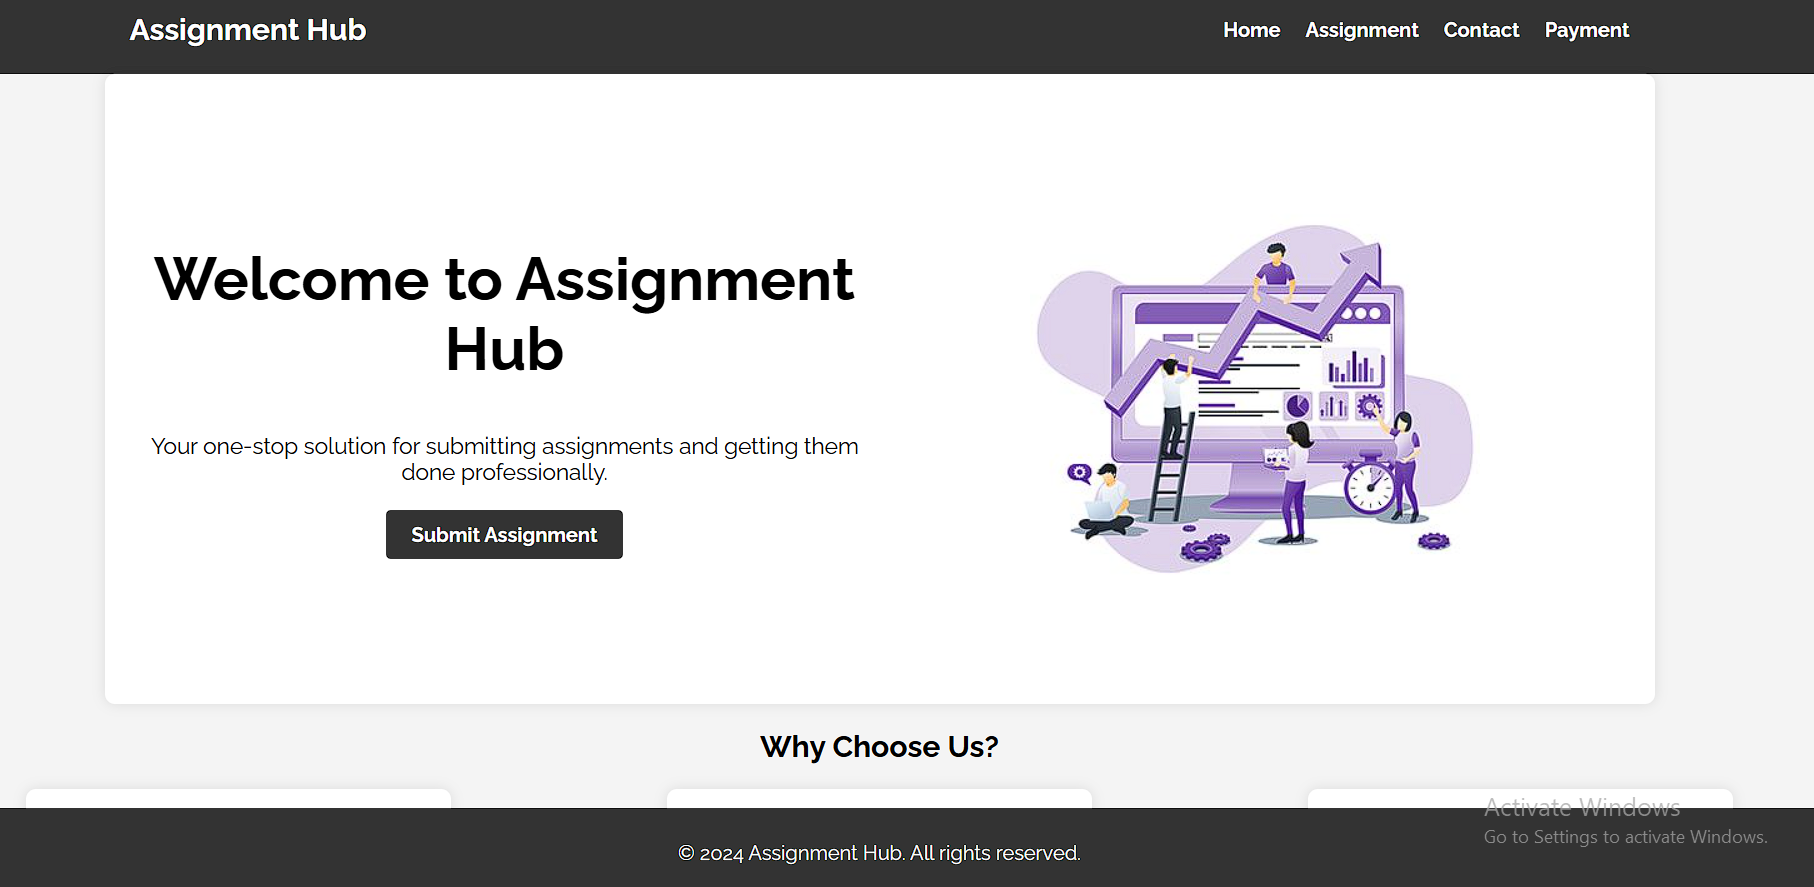 Assignment Hub
Home Assignment Contact Payment
Welcome to Assignment
Hub
Your one-stop solution for submitting assignments and getting them
done professionally.
Submit Assignment
Why Choose Us?
Activate Windows
Go to Settings to activate Windows.
© 2024 Assignment Hub. All rights reserved.